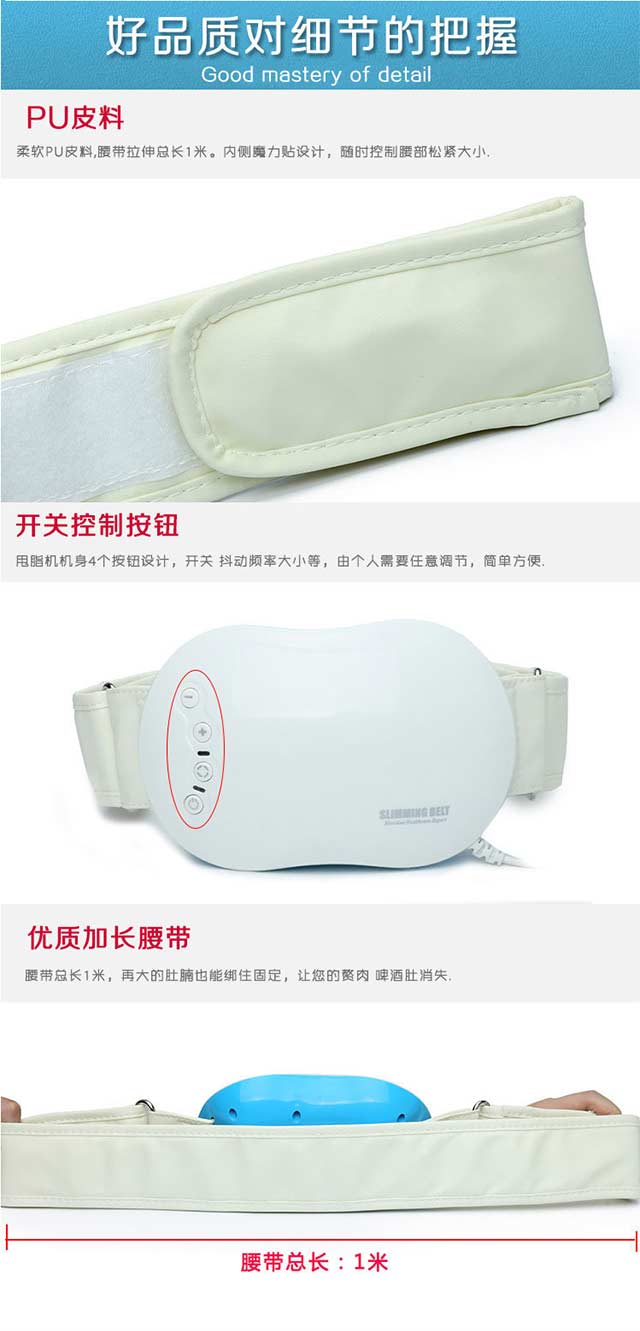 好品质对细节的把握
Good mastery of detail
PU皮料
柔软PU皮料,腰带拉伸总长1米。内侧魔力贴设计，随时控制腰部松紧大小.
开关控制按钮
甩脂机机身4个按钮设计，开关 抖动频率大小等，由个人需要任意调节，简单方便.
SLIMMING BELT
优质加长腰带
腰带总长1米，再大的肚腩也能绑住固定，让您的赘肉 啤酒肚消失.
腰带总长：1米